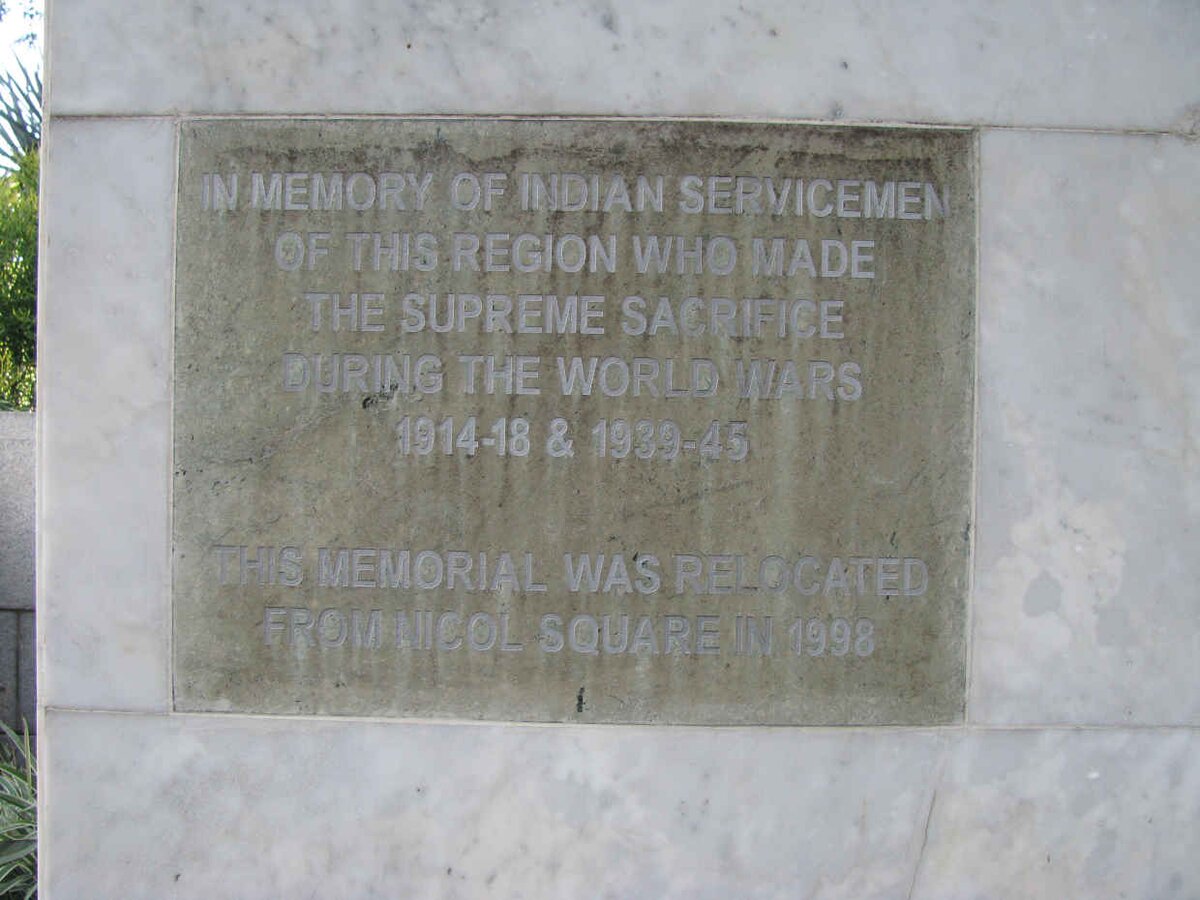 IN MEMORY OF INDIAN SERVICEMEN
OF THIS REGION WHO MADE
THE SUPREME SACRIFICE
DURING THE WORLD WARS
1914-18 & 1939-45
THIS MEMORIAL WAS RELOCATED
FROM NICOL SQUARE IN 1998